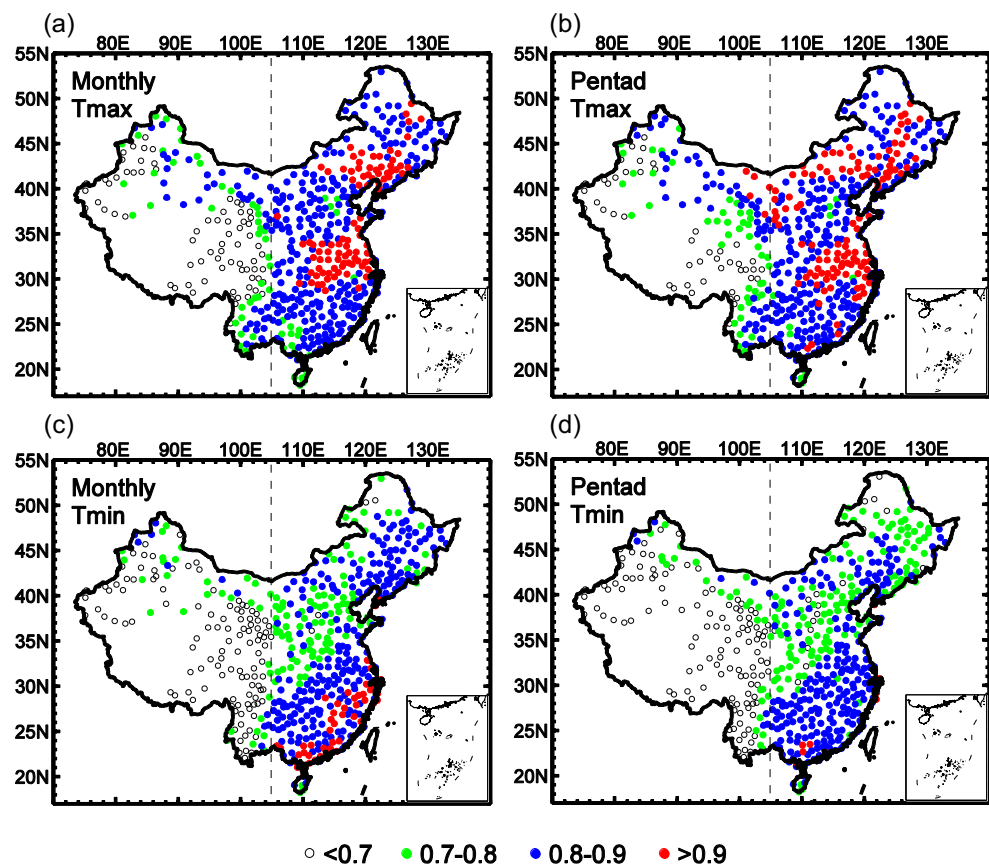 (a)
(b)
80E 90E 100E 110E 120E 130E
80E 90E 100E 110E 120E 130E
55N
50N
45N
40N
35N
30N
25N
20N
Monthly
Tmax
55N
50N
45N
40N
35N
30N
25N
20N
Pentad
Tmax
(c)
(d)
80E 90E 100E 110E 120E 130E
80E 90E 100E 110E 120E 130E
55N
50N
45N
40N
35N
30N
25N
20N
Monthly
Tmin
55N
50N
45N
40N
35N
30N
25N
20N
Pentad
Tmin
<0.7 0.7-0.8 0.8-0.9 >0.9